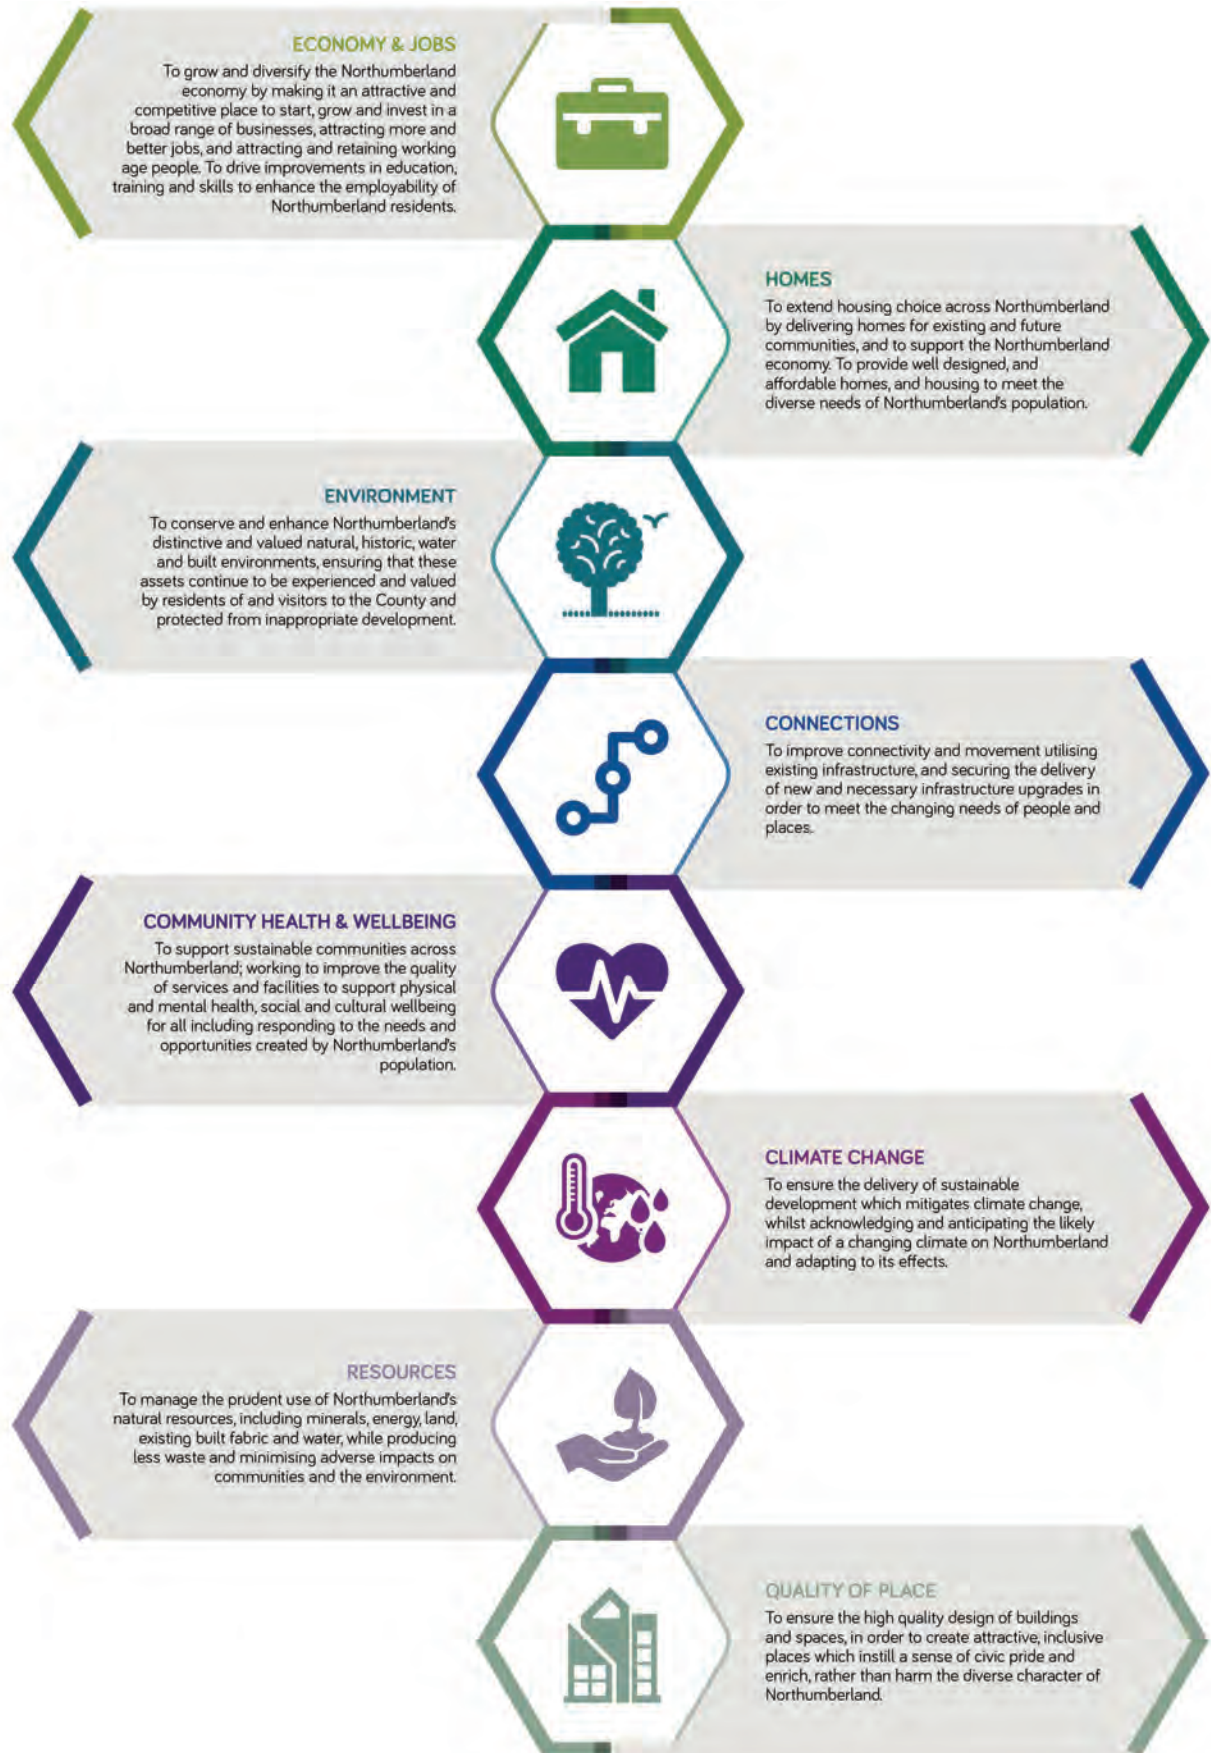 ECONOMY & JOBS
To grow and diversify the Northumberland
economy by making it an attractive and
competitive place to start, grow and invest in a
broad range of businesses, attracting more and
better jobs, and attracting and retaining working
age people. To drive improvements in education,
training and skills to enhance the employability of
Northumberland residents.
HOMES
To extend housing choice across Northumberland
by delivering homes for existing and future
communities, and to support the Northumberland
economy. To provide well designed, and
affordable homes, and housing to meet the
diverse needs of Northumberland's population.
ENVIRONMENT
To conserve and enhance Northumberland's
distinctive and valued natural, historic, water
and built environments, ensuring that these
assets continue to be experienced and valued
by residents of and visitors to the County and
protected from inappropriate development.
CONNECTIONS
To improve connectivity and movement utilising
existing infrastructure, and securing the delivery
of new and necessary infrastructure upgrades in
order to meet the changing needs of people and
places.
COMMUNITY HEALTH & WELLBEING
To support sustainable communities across
Northumberland; working to improve the quality
of services and facilities to support physical
and mental health, social and cultural wellbeing
for all including responding to the needs and
opportunities created by Northumberland's
population.
CLIMATE CHANGE
To ensure the delivery of sustainable
development which mitigates climate change,
whilst acknowledging and anticipating the likely
impact of a changing climate on Northumberland
and adapting to its effects.
RESOURCES
To manage the prudent use of Northumberland's
natural resources, including minerals, energy, land,
existing built fabric and water, while producing
less waste and minimising adverse impacts on
communities and the environment.
QUALITY OF PLACE
To ensure the high quality design of buildings
and spaces, in order to create attractive, inclusive
places which instill a sense of civic pride and
enrich, rather than harm the diverse character of
Northumberland.